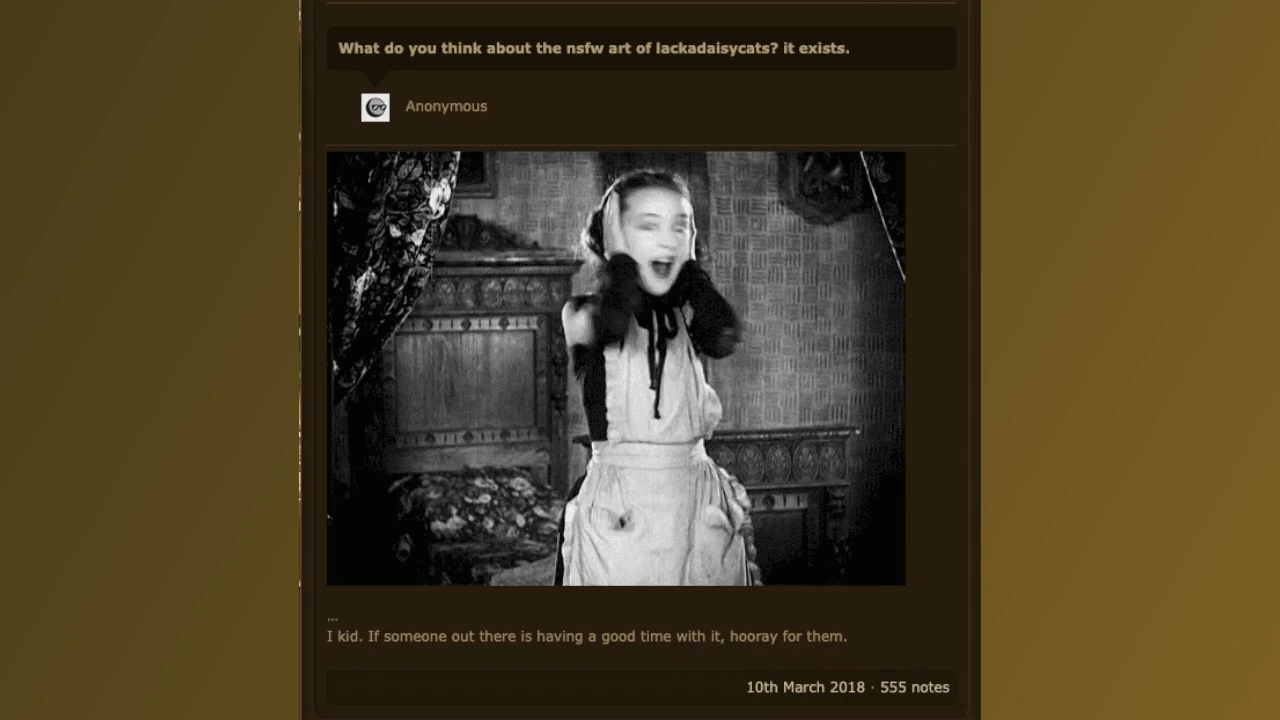 What do you think about the nsfw art of lackadaisycats? it exists.
Anonymous
...
I kid. If someone out there is having a good time with it, hooray for them.
10th March 2018 · 555 notes